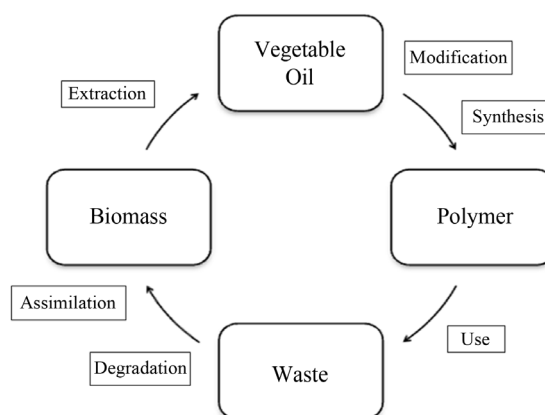 Vegetable
Oil
Modification
Extraction
Synthesis
Biomass
Polymer
Assimilation
Use
Degradation
Waste